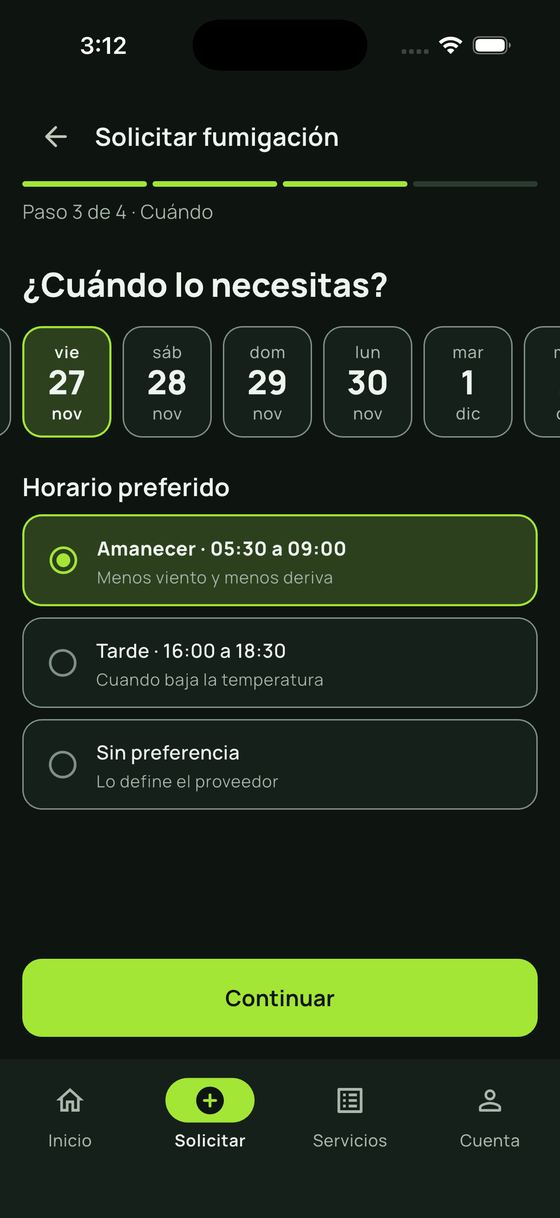 3:12
Solicitar fumigación
Paso 3 de 4 · Cuándo
¿Cuándo lo necesitas?
vie
27
nov
sáb
28
nov
dom
29
nov
lun
30
nov
mar
1
dic
Horario preferido
Amanecer · 05:30 a 09:00
Menos viento y menos deriva
Tarde · 16:00 a 18:30
Cuando baja la temperatura
Sin preferencia
Lo define el proveedor
Continuar
Inicio
Solicitar
Servicios
Cuenta